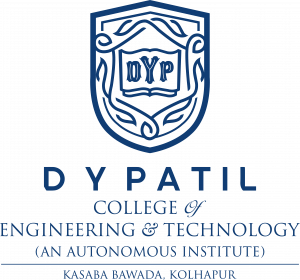 DYP
D Y PATIL
COLLEGE of
ENGINEERING & TECHNOLOGY
(AN AUTONOMOUS INSTITUTE)
KASABA BAWADA, KOLHAPUR